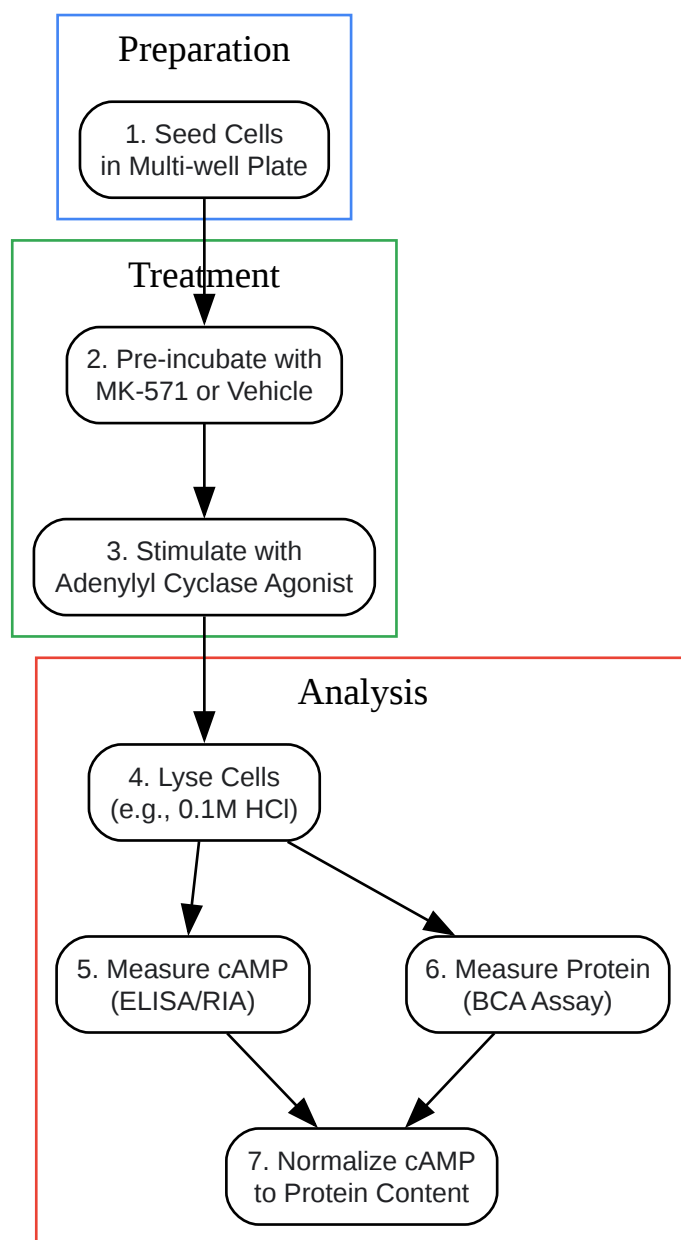 Preparation
1. Seed Cells
in Multi-well Plate
Treatment
2. Pre-incubate with
MK-571 or Vehicle
3. Stimulate with
Adenylyl Cyclase Agonist
Analysis
4. Lyse Cells
(e.g., 0.1M HCl)
5. Measure cAMP
(ELISA/RIA)
6. Measure Protein
(BCA Assay)
7. Normalize cAMP
to Protein Content